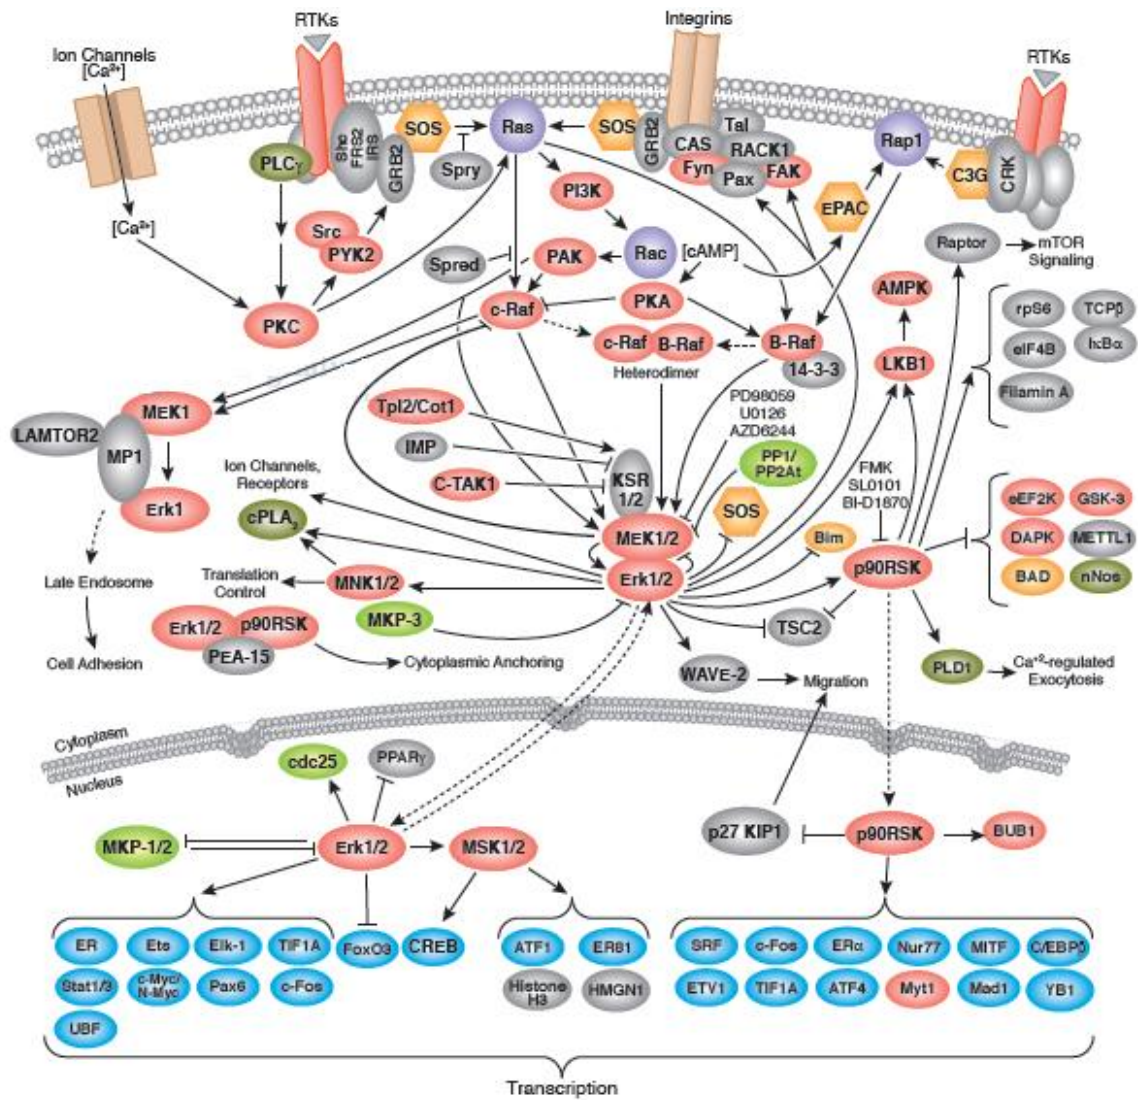 RTKs
Integrins
Ion Channels
[Ca²⁺]
RTKs
SOS
Ras
SOS
GRB2
Tal
CAS
RACK1
Fyn
Pax
FAK
Rap1
C3G
CRK
PLCγ
Shc
FRS2
IRS
GRB2
Spry
PI3K
EPAC
[Ca²⁺]
Src
PYK2
Spred
PAK
Rac
[cAMP]
Raptor
mTOR
Signaling
PKC
c-Raf
PKA
AMPK
rpS6
TCPβ
c-Raf
B-Raf
Heterodimer
B-Raf
14-3-3
LKB1
eIF4B
IκBα
Filamin A
MEK1
LAMTOR2
MP1
Erk1
Tpl2/Cot1
IMP
C-TAK1
KSR
1/2
PD98059
U0126
AZD6244
PP1/
PP2At
FMK
SL0101
BI-D1870
Ion Channels,
Receptors
cPLA₂
SOS
MEK1/2
Bim
eEF2K
GSK-3
DAPK
METTL1
BAD
nNos
Late Endosome
Translation
Control
MNK1/2
Erk1/2
p90RSK
MKP-3
Erk1/2
p90RSK
PEA-15
TSC2
Cell Adhesion
Cytoplasmic Anchoring
WAVE-2
Migration
PLD1
Ca⁺²-regulated
Exocytosis
Cytoplasm
Nucleus
cdc25
PPARγ
MKP-1/2
Erk1/2
MSK1/2
p27 KIP1
p90RSK
BUB1
ER
Ets
Elk-1
TIF1A
FoxO3
CREB
ATF1
ER81
SRF
c-Fos
ERα
Nur77
MITF
C/EBPβ
Stat1/3
c-Myc/
N-Myc
Pax6
c-Fos
Histone
H3
HMGN1
ETV1
TIF1A
ATF4
Myt1
Mad1
YB1
UBF
Transcription